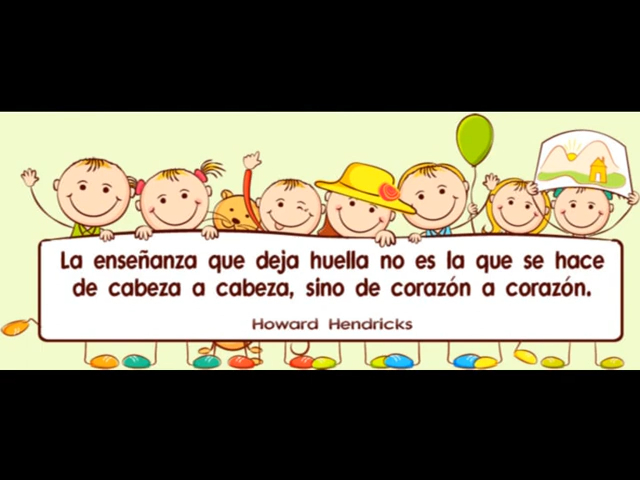 La enseñanza que deja huella no es la que se hace
de cabeza a cabeza, sino de corazón a corazón.
Howard Hendricks